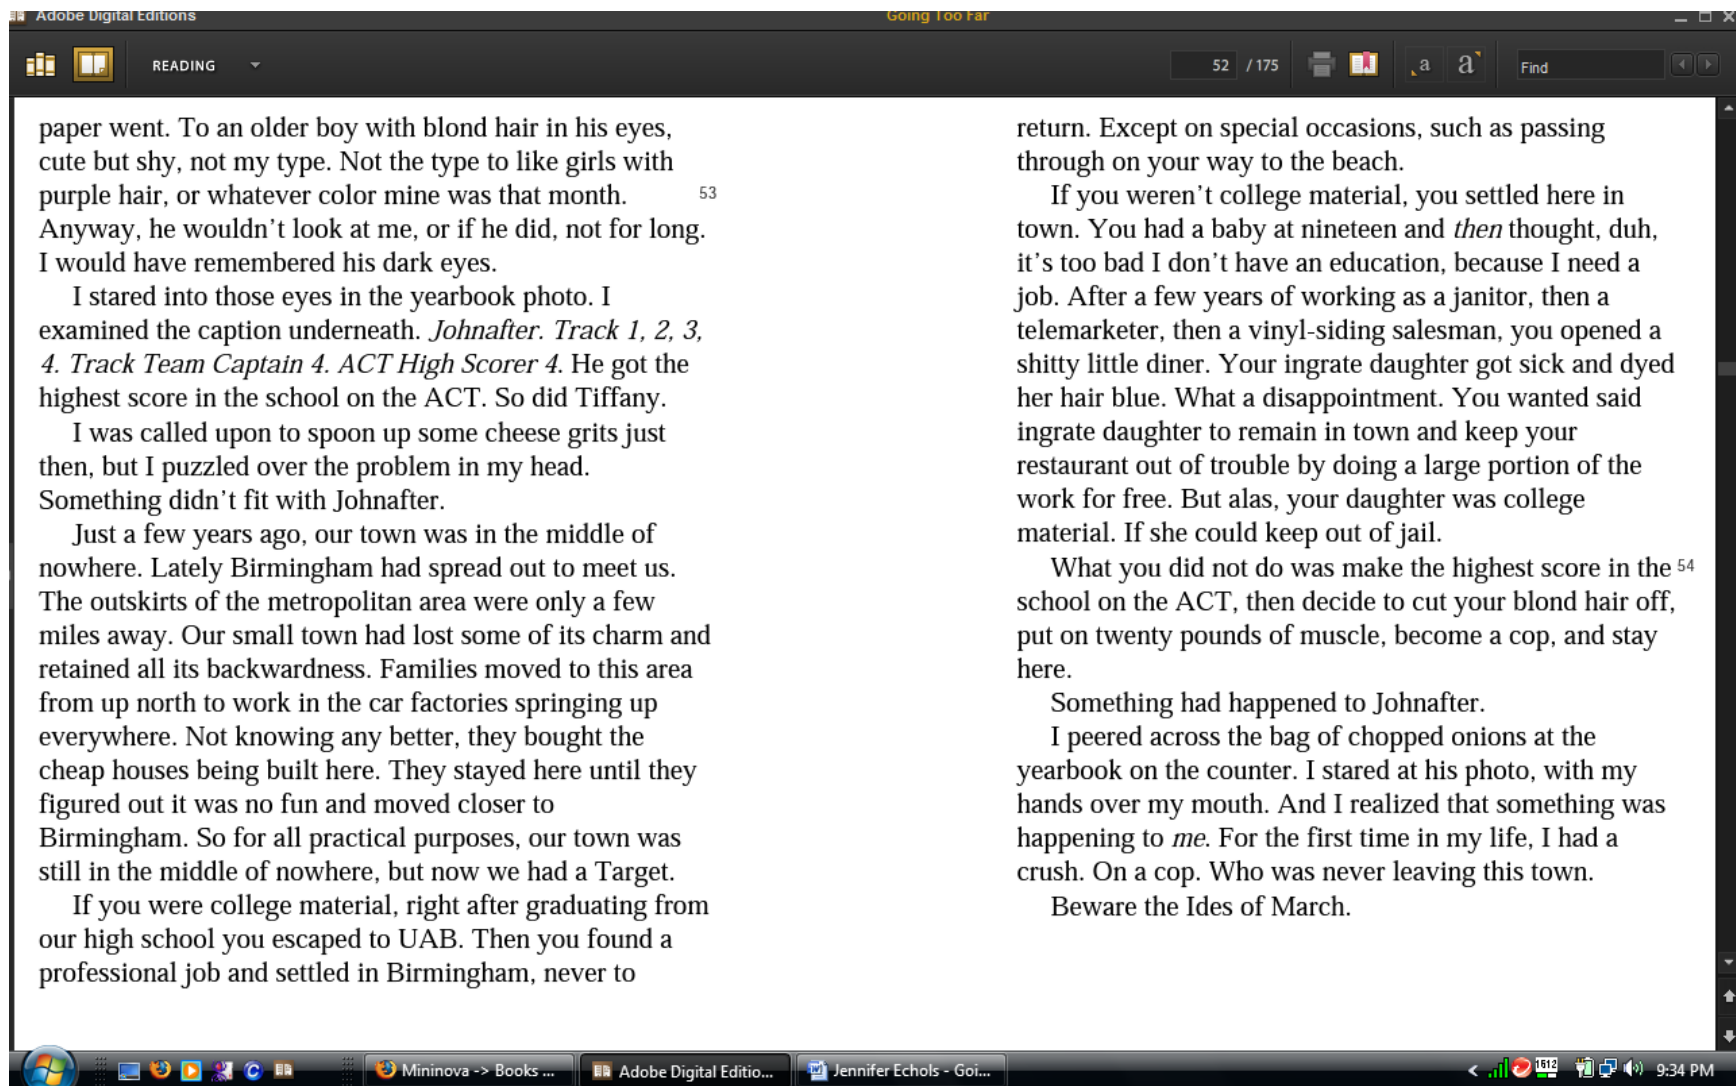 Adobe Digital Editions
Going Too Far
READING
52 / 175
a
a
Find
paper went. To an older boy with blond hair in his eyes,
cute but shy, not my type. Not the type to like girls with
purple hair, or whatever color mine was that month.
53
Anyway, he wouldn't look at me, or if he did, not for long.
I would have remembered his dark eyes.
I stared into those eyes in the yearbook photo. I
examined the caption underneath. Johnafter. Track 1, 2, 3,
4. Track Team Captain 4. ACT High Scorer 4. He got the
highest score in the school on the ACT. So did Tiffany.
I was called upon to spoon up some cheese grits just
then, but I puzzled over the problem in my head.
Something didn't fit with Johnafter.
Just a few years ago, our town was in the middle of
nowhere. Lately Birmingham had spread out to meet us.
The outskirts of the metropolitan area were only a few
miles away. Our small town had lost some of its charm and
retained all its backwardness. Families moved to this area
from up north to work in the car factories springing up
everywhere. Not knowing any better, they bought the
cheap houses being built here. They stayed here until they
figured out it was no fun and moved closer to
Birmingham. So for all practical purposes, our town was
still in the middle of nowhere, but now we had a Target.
If you were college material, right after graduating from
our high school you escaped to UAB. Then you found a
professional job and settled in Birmingham, never to
return. Except on special occasions, such as passing
through on your way to the beach.
If you weren't college material, you settled here in
town. You had a baby at nineteen and then thought, duh,
it's too bad I don't have an education, because I need a
job. After a few years of working as a janitor, then a
telemarketer, then a vinyl-siding salesman, you opened a
shitty little diner. Your ingrate daughter got sick and dyed
her hair blue. What a disappointment. You wanted said
ingrate daughter to remain in town and keep your
restaurant out of trouble by doing a large portion of the
work for free. But alas, your daughter was college
material. If she could keep out of jail.
What you did not do was make the highest score in the
54
school on the ACT, then decide to cut your blond hair off,
put on twenty pounds of muscle, become a cop, and stay
here.
Something had happened to Johnafter.
I peered across the bag of chopped onions at the
yearbook on the counter. I stared at his photo, with my
hands over my mouth. And I realized that something was
happening to me. For the first time in my life, I had a
crush. On a cop. Who was never leaving this town.
Beware the Ides of March.
Mininova -> Books ...
Adobe Digital Editio...
Jennifer Echols - Goi...
1512
9:34 PM